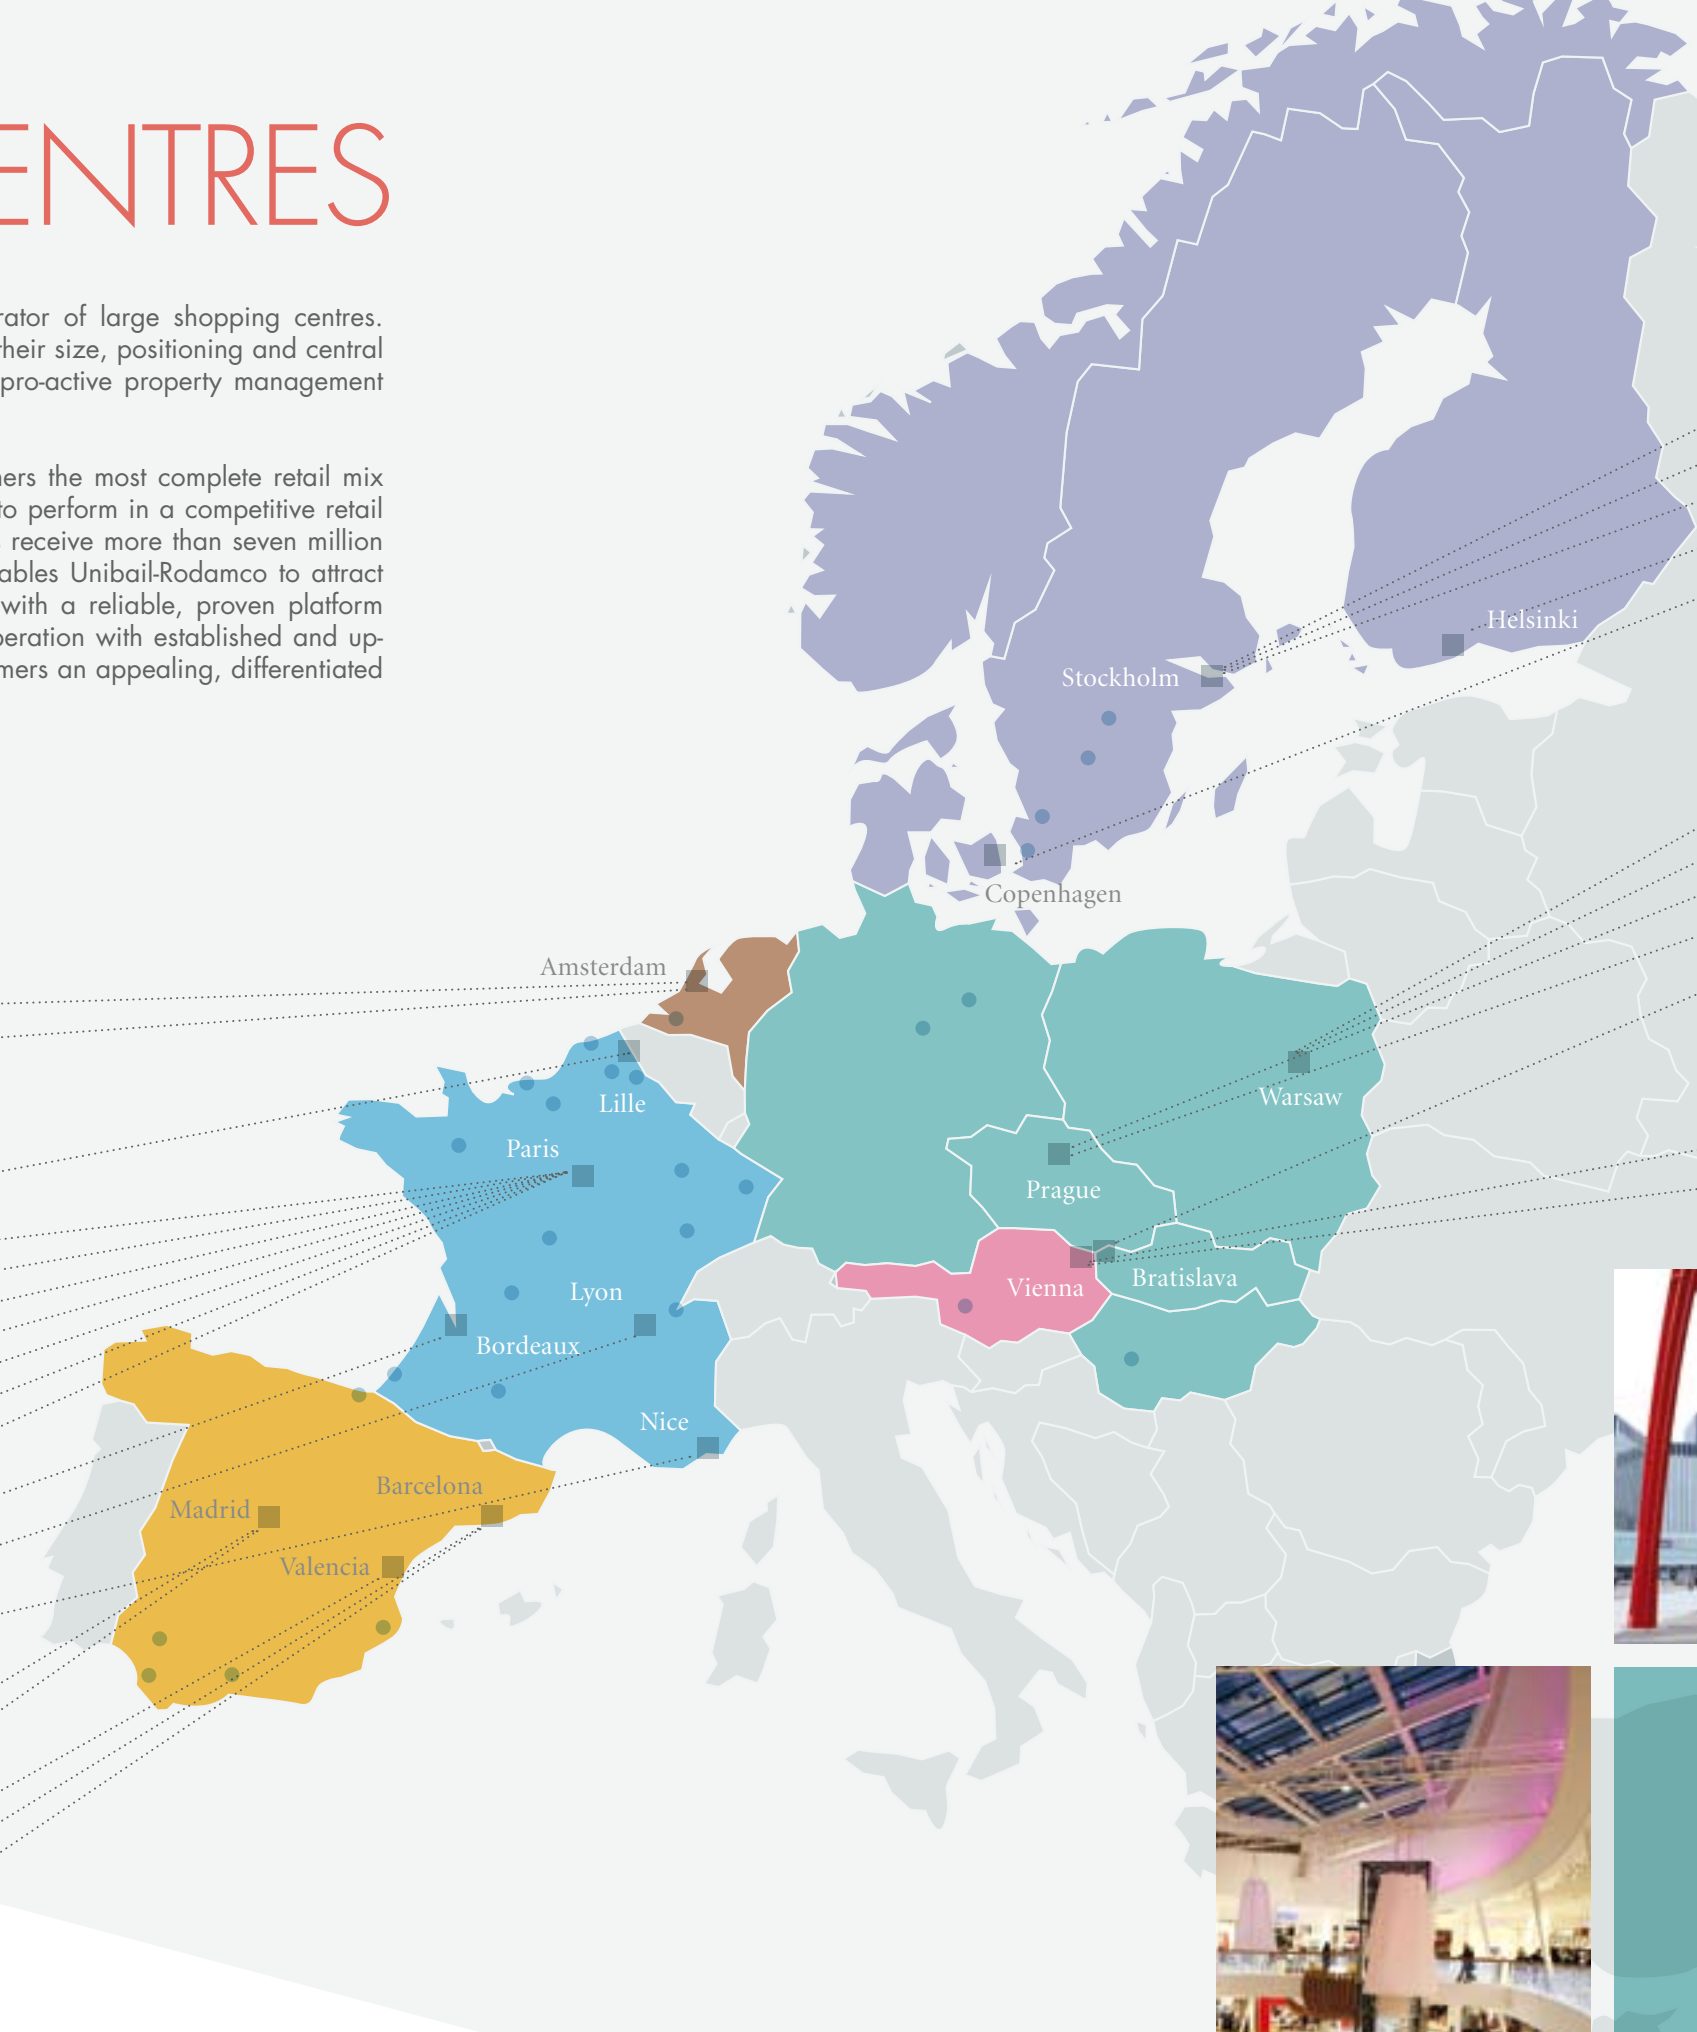 ENTRES
rator of large shopping centres.
their size, positioning and central
pro-active property management
ners the most complete retail mix
to perform in a competitive retail
receive more than seven million
ables Unibail-Rodamco to attract
with a reliable, proven platform
peration with established and up-
mers an appealing, differentiated
Helsinki
Stockholm
Copenhagen
Amsterdam
Warsaw
Lille
Paris
Prague
Vienna
Bratislava
Lyon
Bordeaux
Nice
Barcelona
Madrid
Valencia